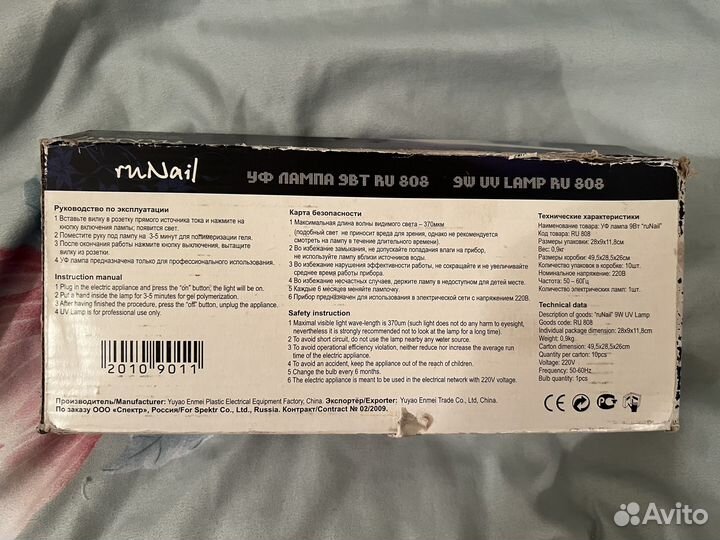 ruNail
УФ ЛАМПА 9ВТ RU 808
9W UV LAMP RU 808
Руководство по эксплуатации
1 Вставьте вилку в розетку прямого источника тока и нажмите на
кнопку включения лампы; появится свет.
2 Поместите руку под лампу на 3-5 минут для полимеризации геля.
3 После окончания работы нажмите кнопку выключения, вытащите
вилку из розетки.
4 УФ лампа предназначена только для профессионального использования.
Instruction manual
1 Plug in the electric appliance and press the "on" button; the light will be on.
2 Put a hand inside the lamp for 3-5 minutes for gel polymerization.
3 After having finished the procedure, press the "off" button, unplug the appliance.
4 UV Lamp is for professional use only.
2010 9011
Карта безопасности
1 Максимальная длина волны видимого света – 370мкм
(подобный свет не приносит вреда для зрения, однако не рекомендуется
смотреть на лампу в течение длительного времени).
2 Во избежание замыкания, не допускайте попадания влаги на прибор,
не используйте лампу вблизи источников воды.
3 Во избежание нарушения эффективности работы, не сокращайте и не увеличивайте
среднее время работы прибора.
4 Во избежание несчастных случаев, держите лампу в недоступном для детей месте.
5 Каждые 6 месяцев меняйте лампочку.
6 Прибор предназначен для использования в электрической сети с напряжением 220В.
Safety instruction
1 Maximal visible light wave-length is 370um (such light does not do any harm to eyesight,
nevertheless it's strongly recommended not to look at the lamp for a long time).
2 To avoid short circuit, do not use the lamp nearby any water source.
3 To avoid operational efficiency violation, neither reduce nor increase the average run
time of the electric appliance.
4 To avoid an accident, keep the appliance out of the reach of children.
5 Change the bulb every 6 months.
6 The electric appliance is meant to be used in the electrical network with 220V voltage.
Технические характеристики
Наименование товара: УФ лампа 9Вт "ruNail"
Код товара: RU 808
Размеры упаковки: 28х9х11,8см
Вес: 0,9кг
Размеры коробки: 49,5х28,5х26см
Количество упаковок в коробке: 10шт.
Номинальное напряжение: 220В
Частота: 50 – 60Гц
Количество электрических ламп: 1шт.
Technical data
Description of goods: "ruNail" 9W UV Lamp
Goods code: RU 808
Individual package dimension: 28x9x11,8cm
Weight: 0,9kg
Carton dimension: 49,5x28,5x26cm
Quantity per carton: 10pcs
Voltage: 220V
Frequency: 50-60Hz
Bulb quantity: 1pcs
Производитель/Manufacturer: Yuyao Enmei Plastic Electrical Equipment Factory, China. Экспортёр/Exporter: Yuyao Enmei Trade Co., Ltd, China.
По заказу ООО «Спектр», Россия/For Spektr Co., Ltd., Russia. Контракт/Contract № 02/2009.
CE
Avito